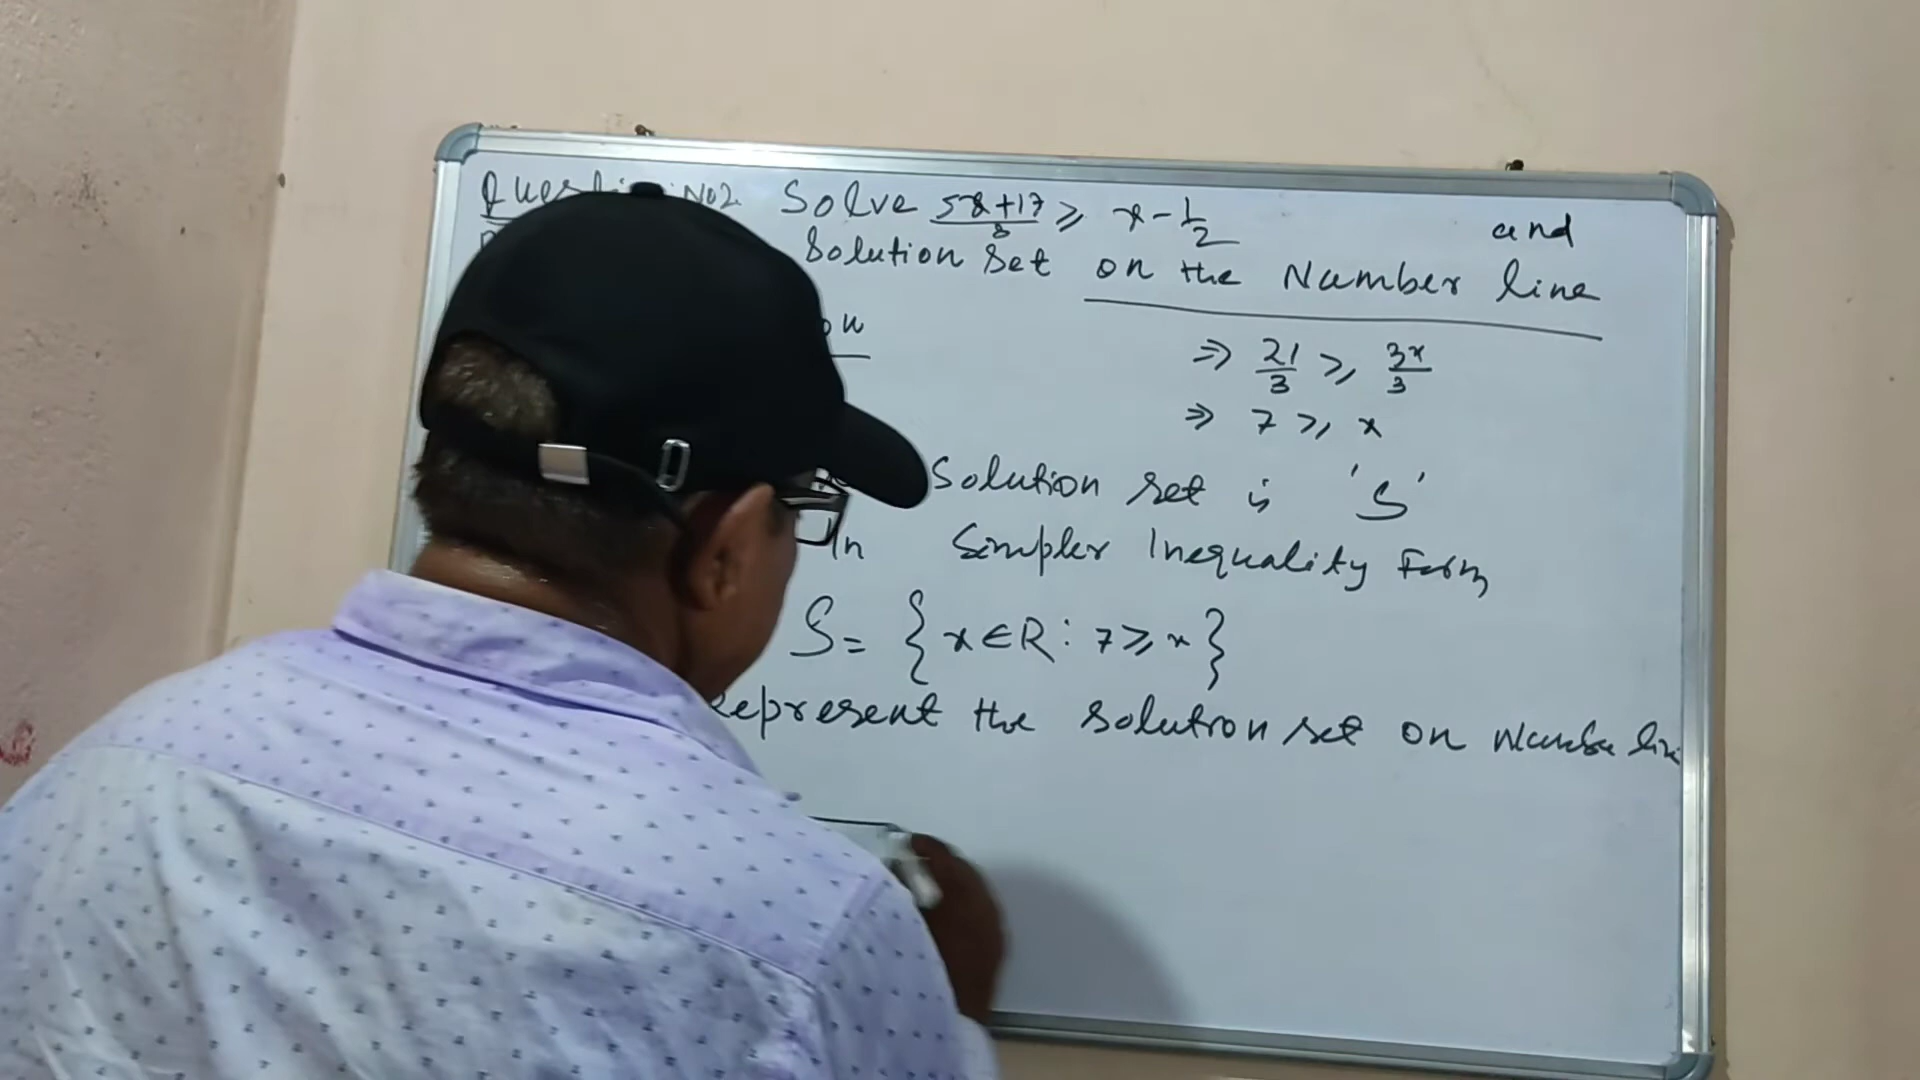 No2. Solve 5x+17/8 ⩾ x - 1/2 and
Solution Set on the Number line
⇒ 21/3 ⩾ 3x/3
⇒ 7 ⩾ x
Solution set is 'S'
In Simpler Inequality Form
S = { x ∈ R : 7 ⩾ x }
Represent the solution set on Number line